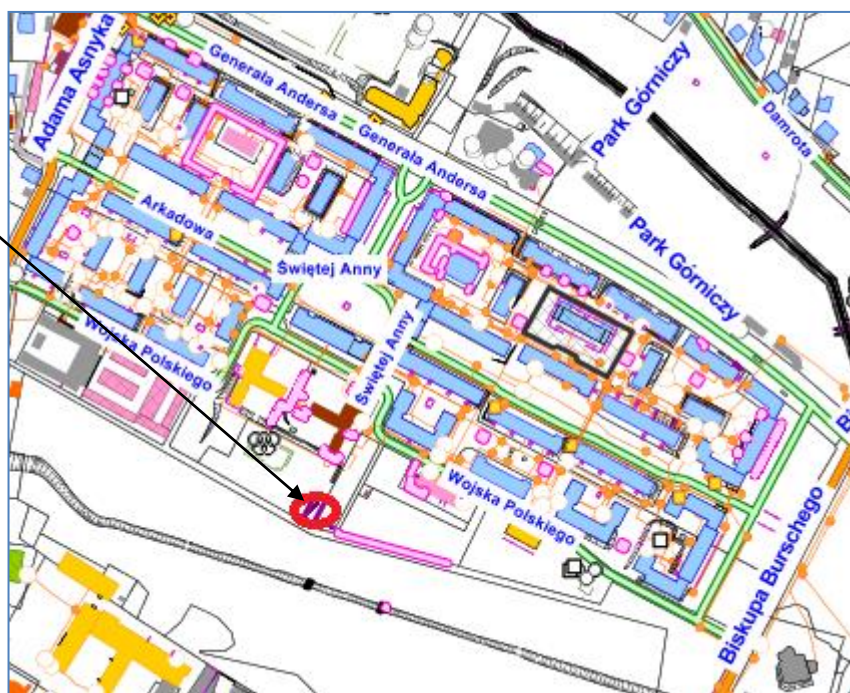 Generała Andersa
Generała Andersa
Adama Asnyka
Park Górniczy
Damrota
Arkadowa
Park Górniczy
Świętej Anny
Świętej Anny
Wojska Polskiego
Wojska Polskiego
Biskupa Burschego